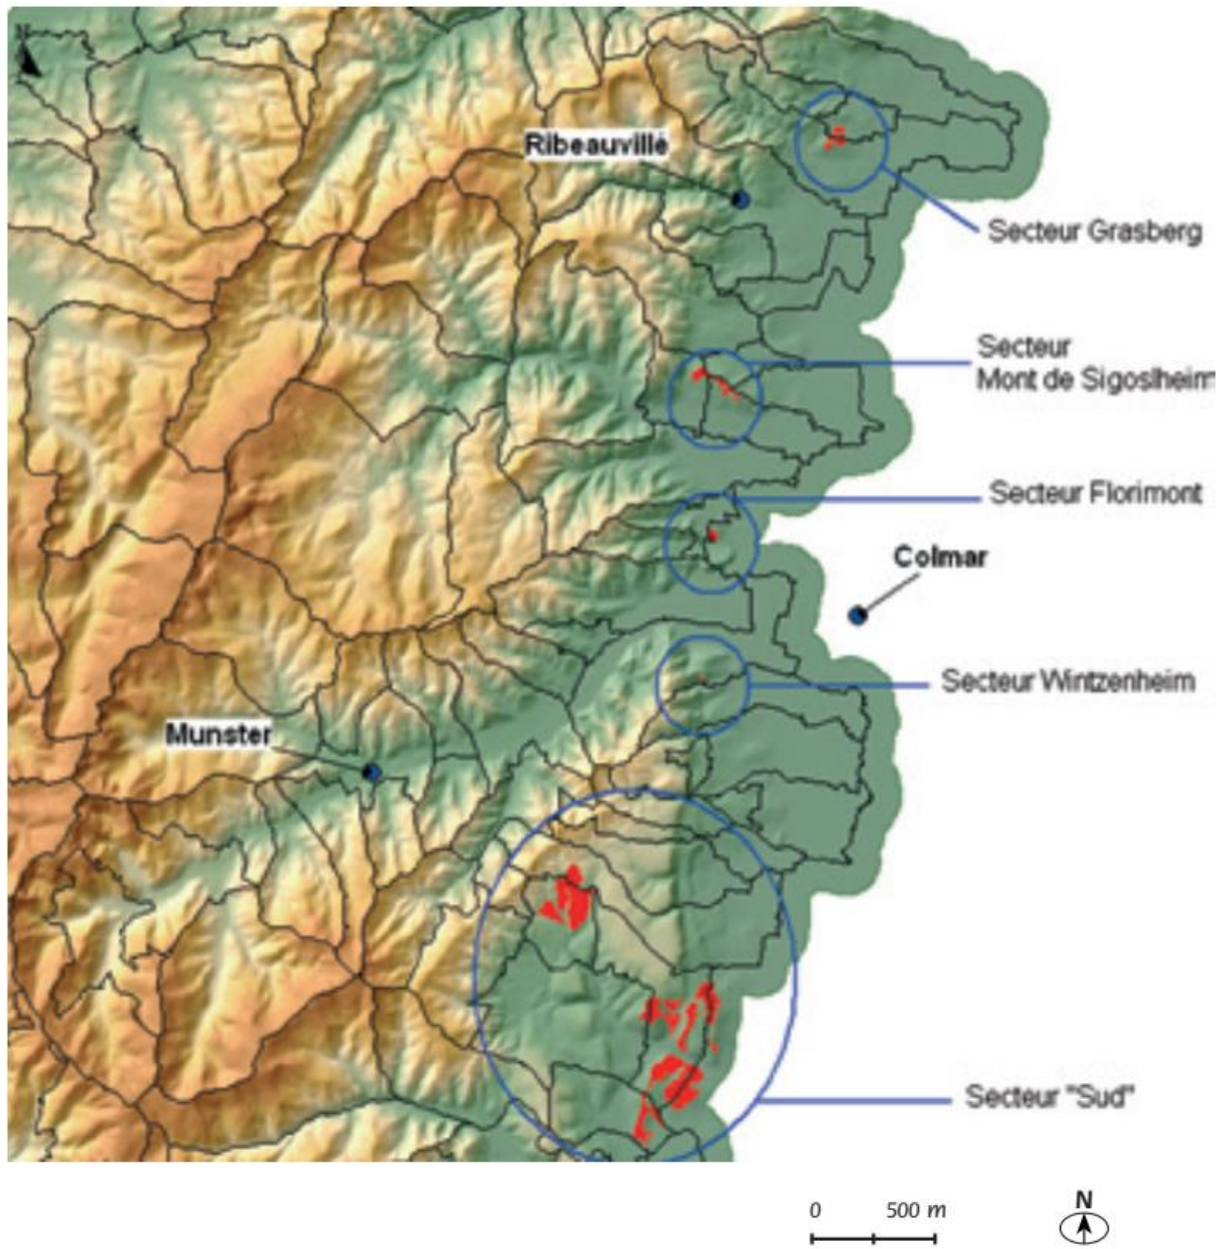 N
Ribeauvillé
Secteur Grasberg
Secteur
Mont de Sigoslheim
Secteur Florimont
Colmar
Secteur Wintzenheim
Munster
Secteur "Sud"
0 500 m
N